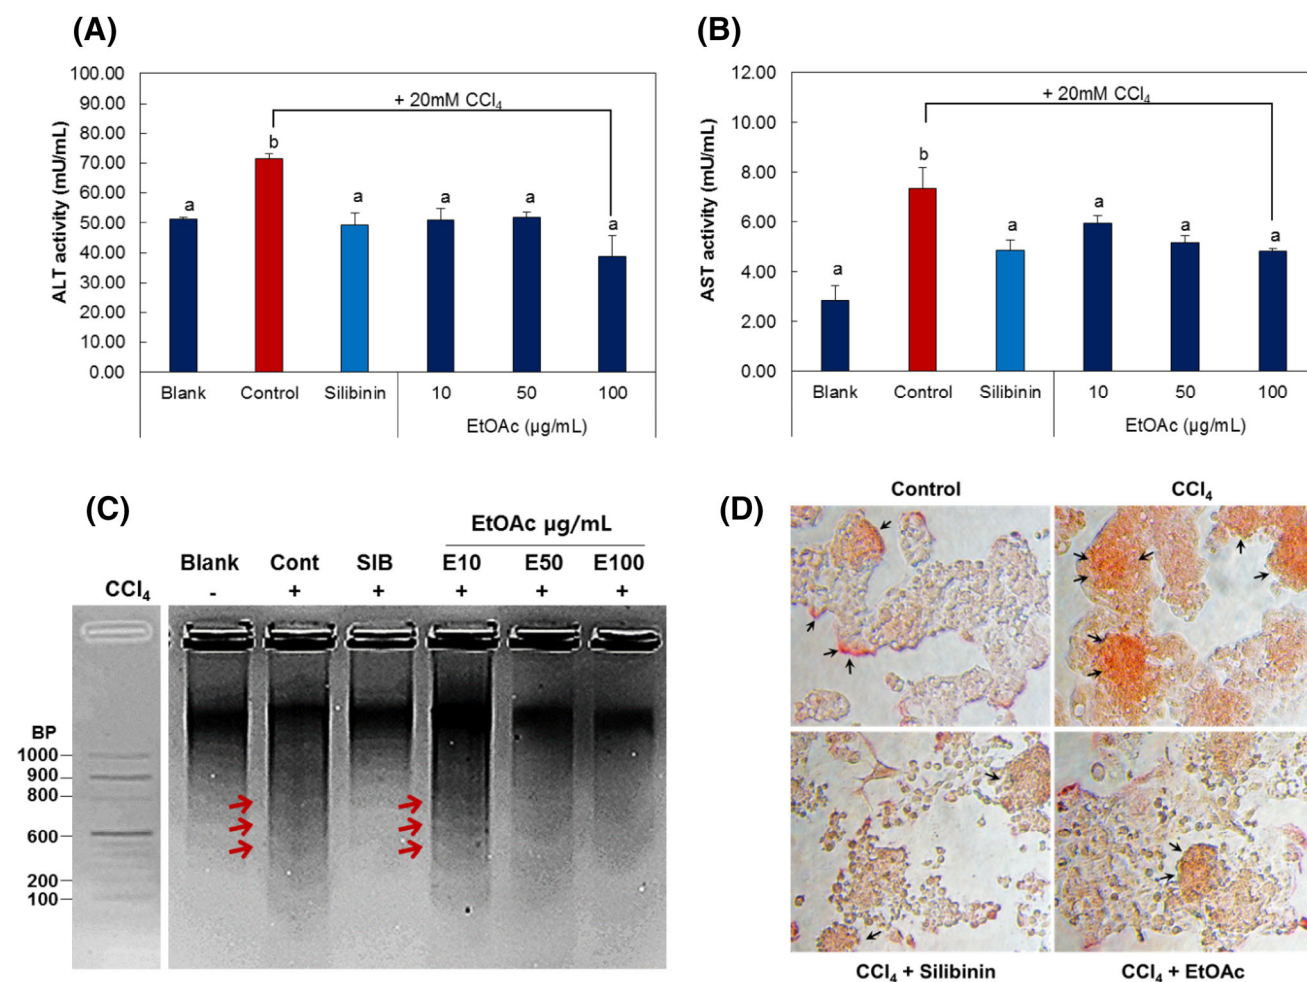 (A)
100.00
90.00
80.00
70.00
60.00
50.00
40.00
30.00
20.00
10.00
0.00
ALT activity (mU/mL)
+ 20mM CCl₄
a
b
a
a
a
a
Blank Control Silibinin 10 50 100
EtOAc (µg/mL)
(B)
12.00
10.00
8.00
6.00
4.00
2.00
0.00
AST activity (mU/mL)
+ 20mM CCl₄
a
b
a
a
a
a
Blank Control Silibinin 10 50 100
EtOAc (µg/mL)
(C)
EtOAc µg/mL
Blank Cont SIB E10 E50 E100
CCl₄ - + + + + +
BP
1000
900
800
600
200
100
(D)
Control CCl₄
CCl₄ + Silibinin CCl₄ + EtOAc